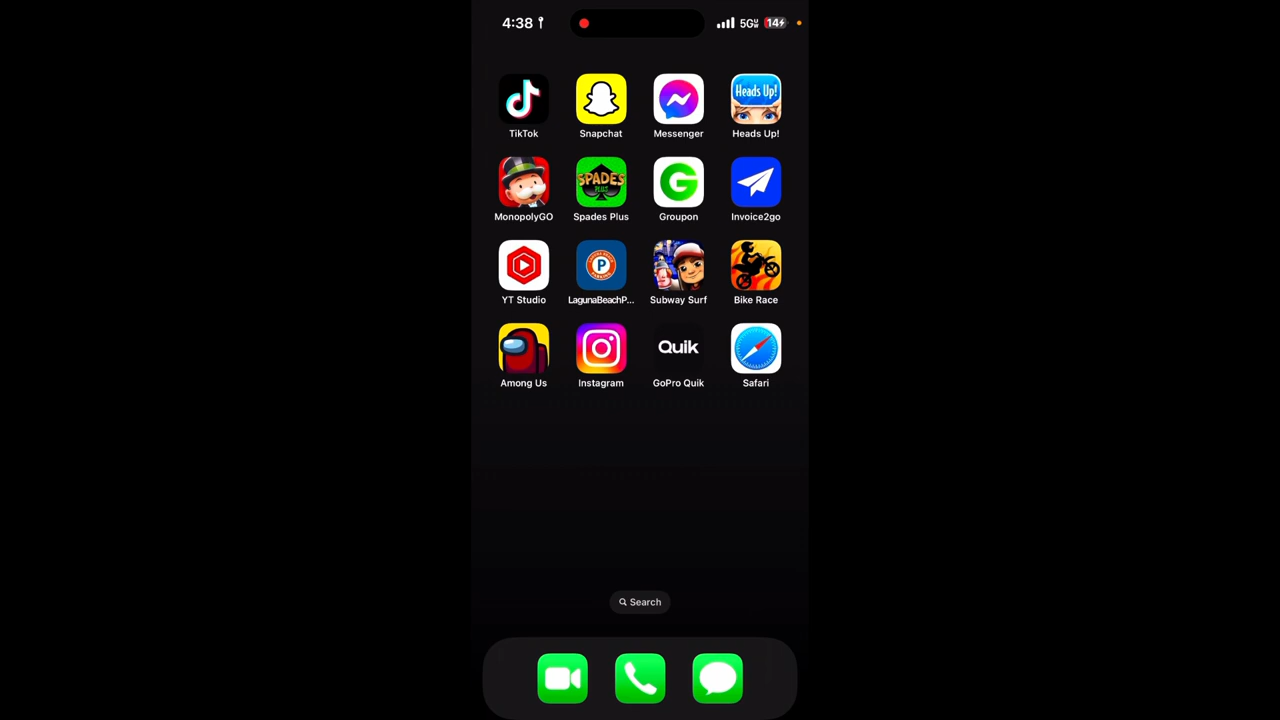 4:38 5GUW 14
TikTok Snapchat Messenger Heads Up!
Heads Up!
MonopolyGO Spades Plus Groupon Invoice2go
SPADES
PLUS
G
YT Studio LagunaBeachP... Subway Surf Bike Race
P
Among Us Instagram GoPro Quik Safari
Quik
Search